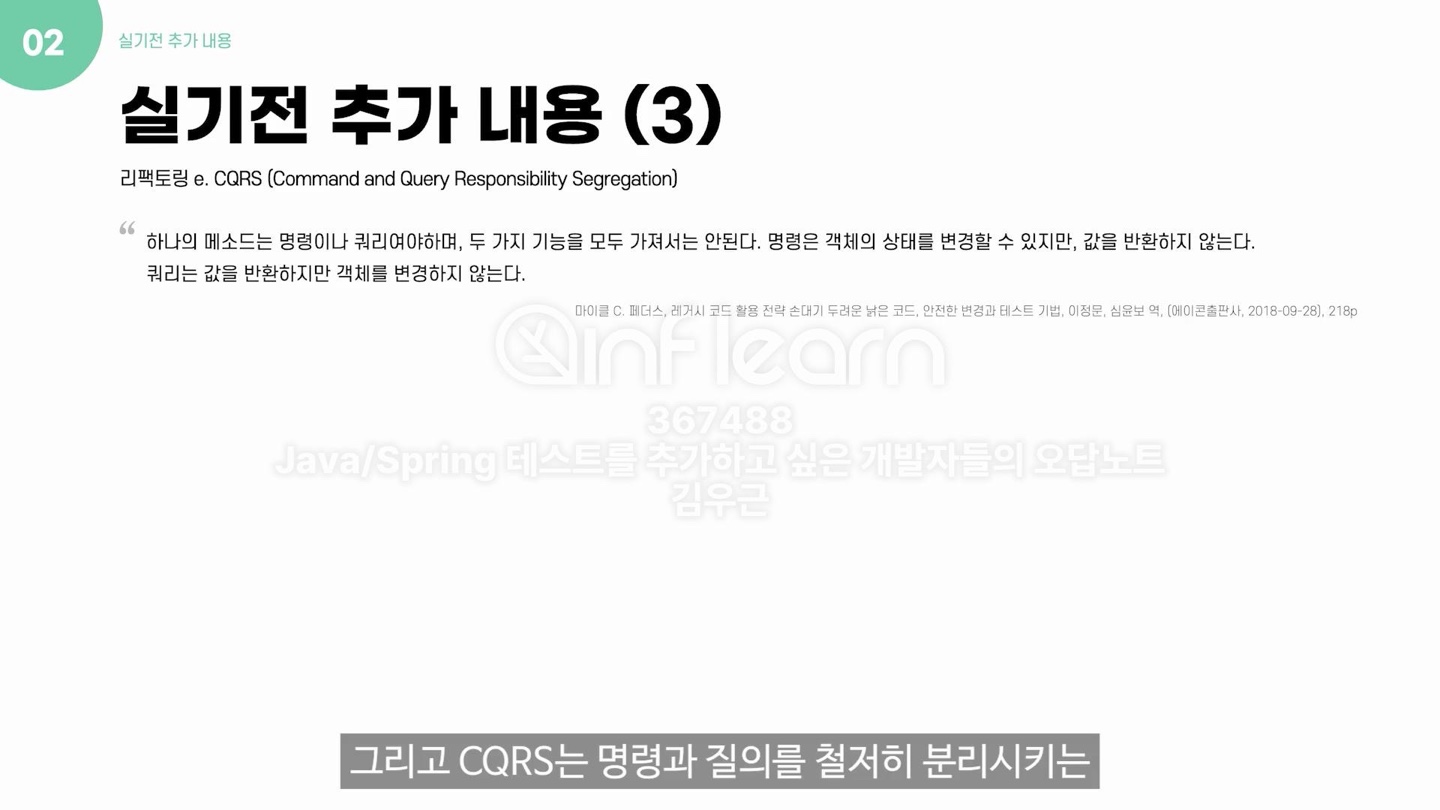 02
실기전 추가 내용
실기전 추가 내용 (3)
리팩토링 e. CQRS (Command and Query Responsibility Segregation)
“ 하나의 메소드는 명령이나 쿼리여야하며, 두 가지 기능을 모두 가져서는 안된다. 명령은 객체의 상태를 변경할 수 있지만, 값을 반환하지 않는다.
쿼리는 값을 반환하지만 객체를 변경하지 않는다.
마이클 C. 페더스, 레거시 코드 활용 전략 손대기 두려운 낡은 코드, 안전한 변경과 테스트 기법, 이정문, 심윤보 역, (에이콘출판사, 2018-09-28), 218p
inflearn
367488
Java/Spring 테스트를 추가하고 싶은 개발자들의 오답노트
김우근
그리고 CQRS는 명령과 질의를 철저히 분리시키는